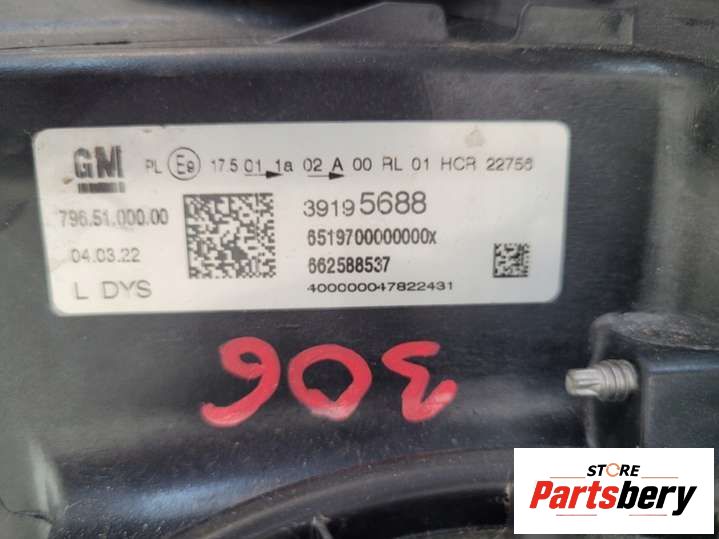 GM PL E9 17.5 01 1a 02 A 00 RL 01 HCR 22756
796.51.000.00
39195688
04.03.22
6519700000000x
662588537
L DYS
400000047822431
306
STORE
Partsbery